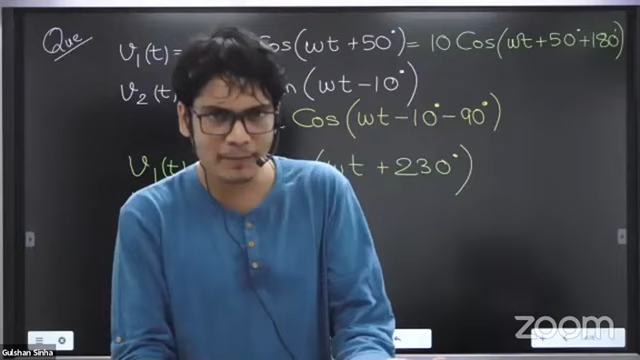 Que
v₁(t) = Cos(ωt + 50°) = 10 Cos(ωt + 50° + 180°)
v₂(t) (ωt - 10°)
Cos(ωt - 10° - 90°)
v₁(t) (ωt + 230°)
Gulshan Sinha
zoom